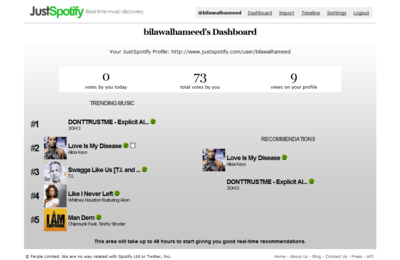 JustSpotify Real-time music discovery.
@bilawalhameed Dashboard Import Timeline Settings Logout
bilawalhameed's Dashboard
Your JustSpotify Profile: http://www.justspotify.com/user/bilawalhameed
0 73 9
votes by you today total votes by you views on your profile
TRENDING MUSIC
#1 DONTTRUSTME - Explicit Al...
3OH!3
#2 Love Is My Disease
Alicia Keys
#3 Swagga Like Us [T.I. and ...
T.I.
#4 Like I Never Left
Whitney Houston featuring Akon
#5 Man Dem
Chipmunk Feat. Tinchy Stryder
I AM
RECOMMENDATIONS
Love Is My Disease
Alicia Keys
DONTTRUSTME - Explicit Al...
3OH!3
This area will take up to 48 hours to start giving you good real-time recommendations.
© Ferple Limited. We are no way related with Spotify Ltd or Twitter, Inc.
Home - About Us - Blog - Contact Us - Press - API